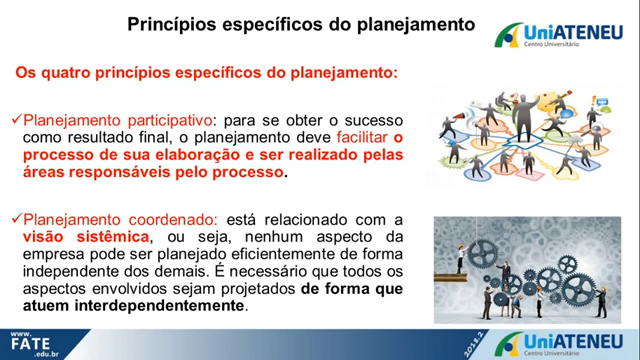 Princípios específicos do planejamento
UniATENEU
Centro Universitário
Os quatro princípios específicos do planejamento:
✓Planejamento participativo: para se obter o sucesso
como resultado final, o planejamento deve facilitar o
processo de sua elaboração e ser realizado pelas
áreas responsáveis pelo processo.
✓Planejamento coordenado: está relacionado com a
visão sistêmica, ou seja, nenhum aspecto da
empresa pode ser planejado eficientemente de forma
independente dos demais. É necessário que todos os
aspectos envolvidos sejam projetados de forma que
atuem interdependentemente.
www.
FATE
.edu.br
2018.2
UniATENEU
Centro Universitário